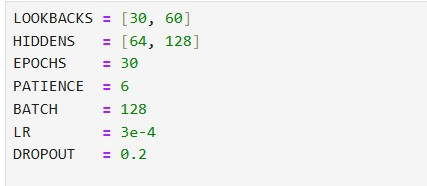 LOOKBACKS = [30, 60]
HIDDENS   = [64, 128]
EPOCHS    = 30
PATIENCE  = 6
BATCH     = 128
LR        = 3e-4
DROPOUT   = 0.2